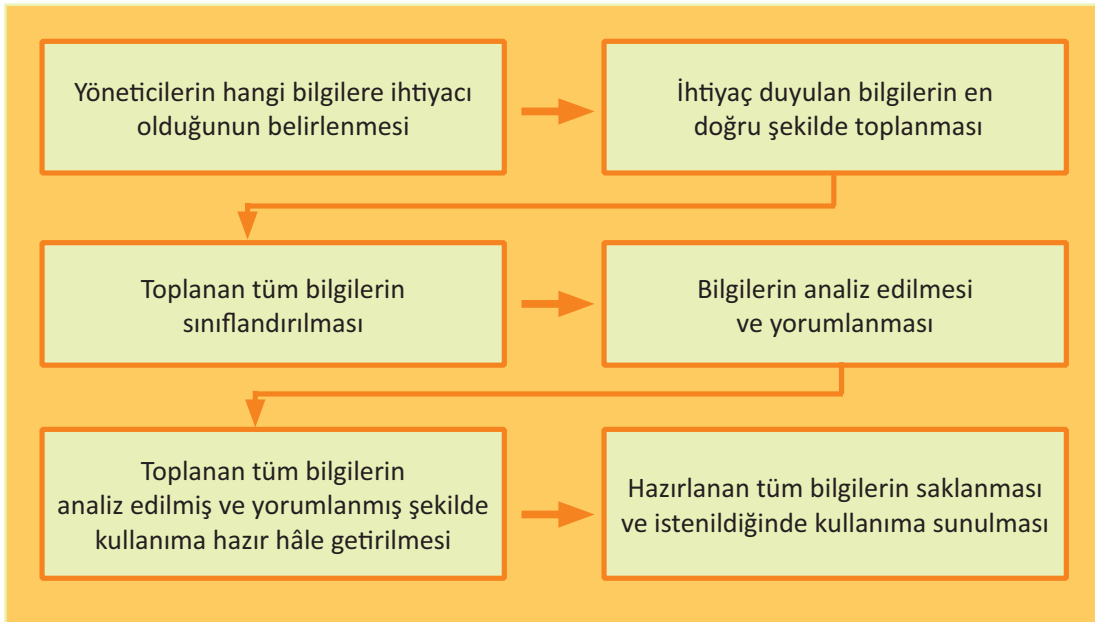 Yöneticilerin hangi bilgilere ihtiyacı
olduğunun belirlenmesi
İhtiyaç duyulan bilgilerin en
doğru şekilde toplanması
Toplanan tüm bilgilerin
sınıflandırılması
Bilgilerin analiz edilmesi
ve yorumlanması
Toplanan tüm bilgilerin
analiz edilmiş ve yorumlanmış şekilde
kullanıma hazır hâle getirilmesi
Hazırlanan tüm bilgilerin saklanması
ve istenildiğinde kullanıma sunulması